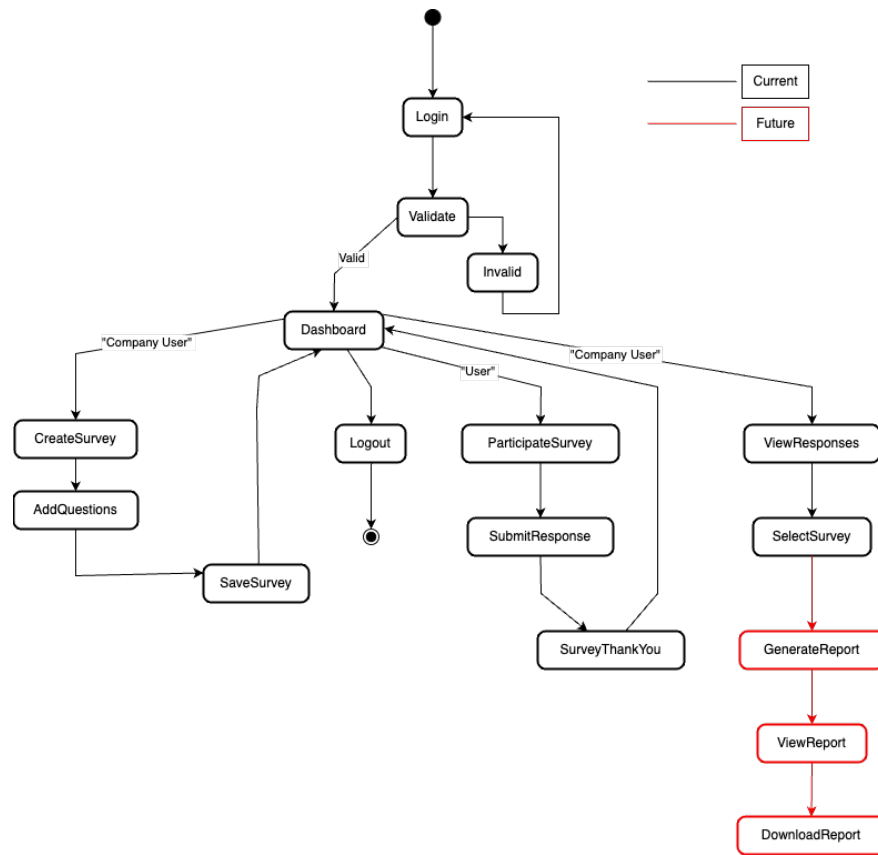 Current
Login
Future
Validate
Valid
Invalid
Dashboard
"Company User"
"Company User"
"User"
CreateSurvey
Logout
ParticipateSurvey
ViewResponses
AddQuestions
SubmitResponse
SelectSurvey
SaveSurvey
SurveyThankYou
GenerateReport
ViewReport
DownloadReport